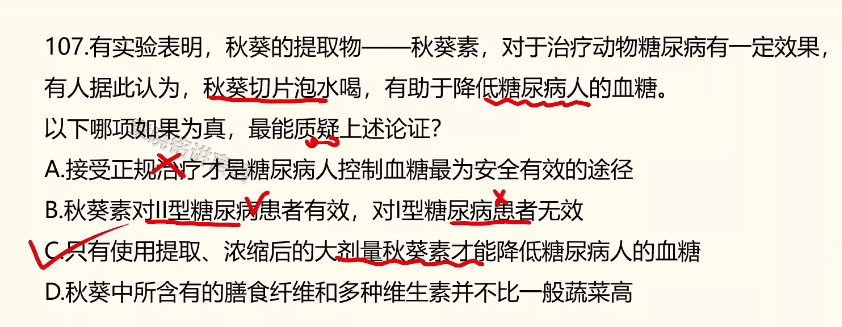 107.有实验表明，秋葵的提取物——秋葵素，对于治疗动物糖尿病有一定效果，
有人据此认为，秋葵切片泡水喝，有助于降低糖尿病人的血糖。
以下哪项如果为真，最能质疑上述论证？
A.接受正规治疗才是糖尿病人控制血糖最为安全有效的途径
B.秋葵素对II型糖尿病患者有效，对I型糖尿病患者无效
C.只有使用提取、浓缩后的大剂量秋葵素才能降低糖尿病人的血糖
D.秋葵中所含有的膳食纤维和多种维生素并不比一般蔬菜高